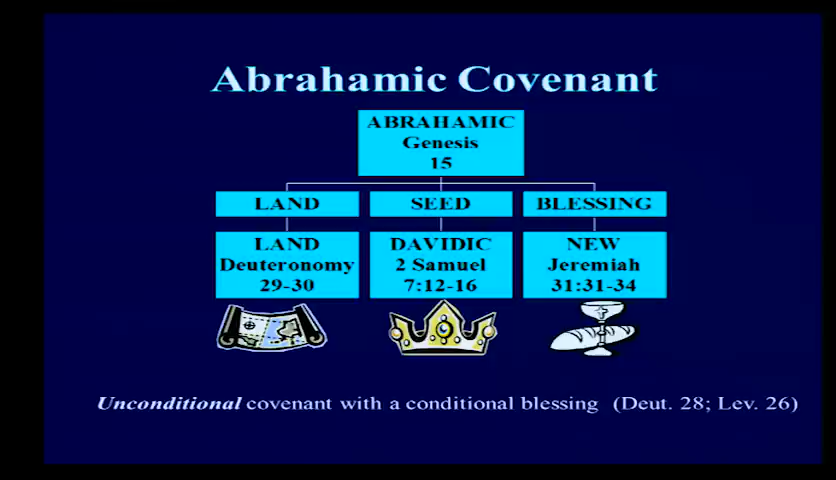 Abrahamic Covenant
ABRAHAMIC
Genesis
15
LAND
SEED
BLESSING
LAND
Deuteronomy
29-30
DAVIDIC
2 Samuel
7:12-16
NEW
Jeremiah
31:31-34
Unconditional covenant with a conditional blessing (Deut. 28; Lev. 26)